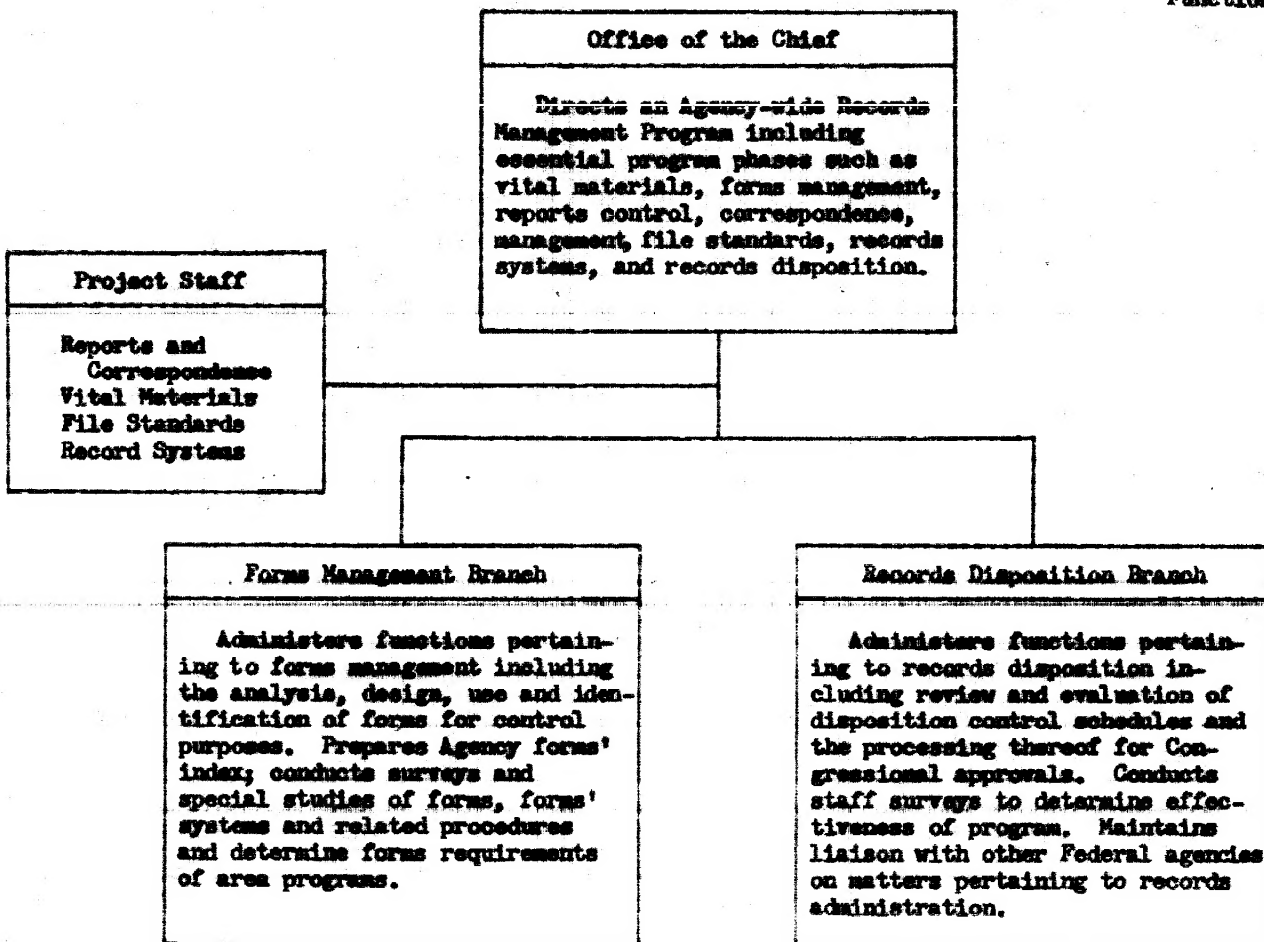 Function
Office of the Chief
Directs an Agency-wide Records
Management Program including
essential program phases such as
vital materials, forms management,
reports control, correspondence,
management, file standards, records
systems, and records disposition.
Project Staff
Reports and
Correspondence
Vital Materials
File Standards
Record Systems
Forms Management Branch
Administers functions pertain-
ing to forms management including
the analysis, design, use and iden-
tification of forms for control
purposes. Prepares Agency forms'
index; conducts surveys and
special studies of forms, forms'
systems and related procedures
and determine forms requirements
of area programs.
Records Disposition Branch
Administers functions pertain-
ing to records disposition in-
cluding review and evaluation of
disposition control schedules and
the processing thereof for Con-
gressional approvals. Conducts
staff surveys to determine effec-
tiveness of program. Maintains
liaison with other Federal agencies
on matters pertaining to records
administration.